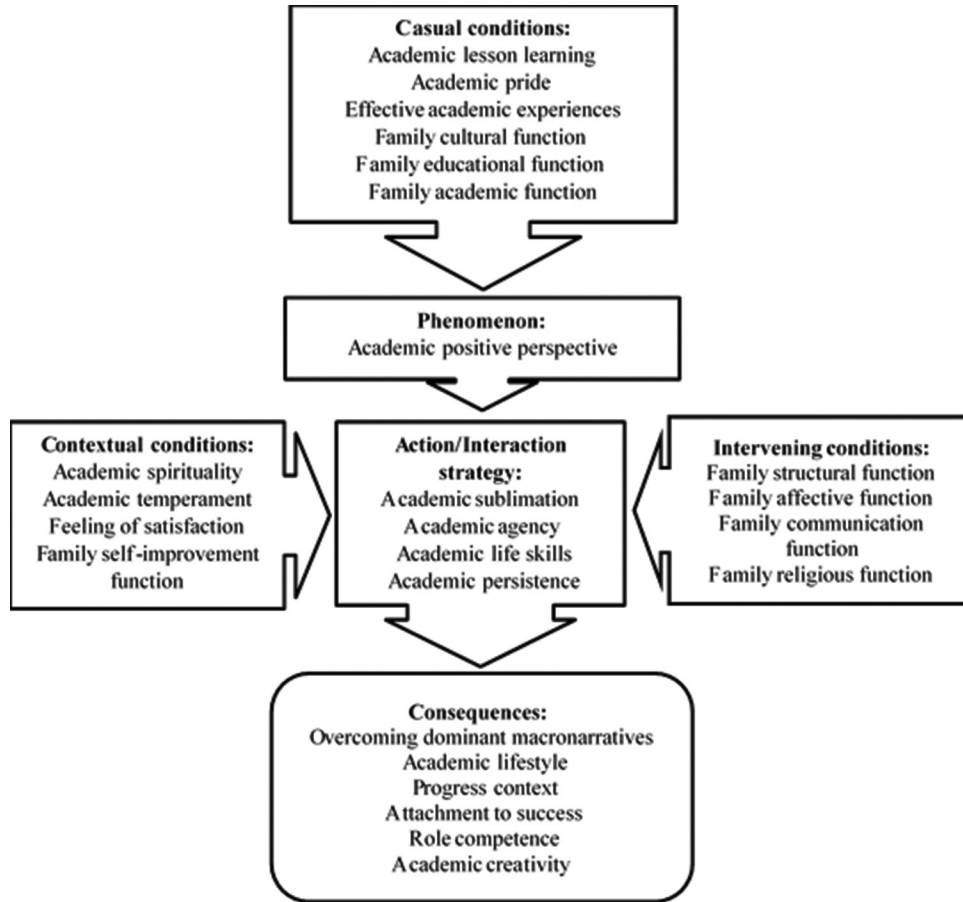 Casual conditions:
Academic lesson learning
Academic pride
Effective academic experiences
Family cultural function
Family educational function
Family academic function
Phenomenon:
Academic positive perspective
Contextual conditions:
Academic spirituality
Academic temperament
Feeling of satisfaction
Family self-improvement
function
Action/Interaction
strategy:
Academic sublimation
Academic agency
Academic life skills
Academic persistence
Intervening conditions:
Family structural function
Family affective function
Family communication
function
Family religious function
Consequences:
Overcoming dominant macronarratives
Academic lifestyle
Progress context
Attachment to success
Role competence
Academic creativity